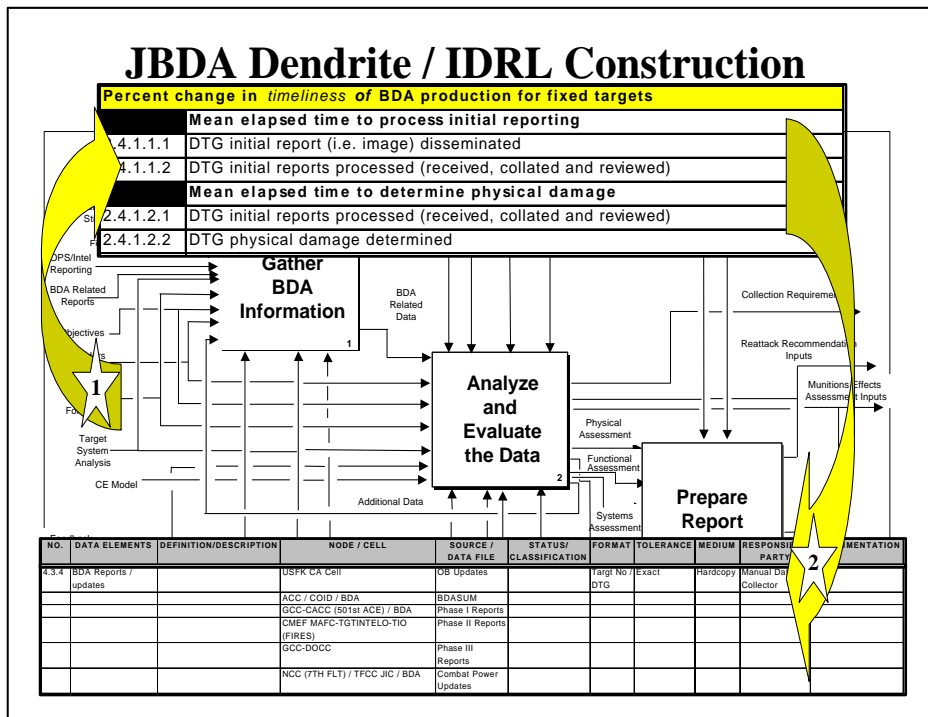 JBDA Dendrite / IDRL Construction
Percent change in timeliness of BDA production for fixed targets
Mean elapsed time to process initial reporting
2.4.1.1.1 DTG initial report (i.e. image) disseminated
.4.1.1.2 DTG initial reports processed (received, collated and reviewed)
Mean elapsed time to determine physical damage
2.4.1.2.1 DTG initial reports processed (received, collated and reviewed)
2.4.1.2.2 DTG physical damage determined
OPS/Intel
Reporting
BDA Related
Reports
Objectives
Target
System
Analysis
CE Model
Gather
BDA
Information
1
BDA
Related
Data
Analyze
and
Evaluate
the Data
2
Additional Data
Physical
Assessment
Functional
Assessment
Systems
Assessment
Prepare
Report
Collection Requirement
Reattack Recommendation
Inputs
Munitions Effects
Assessment Inputs
1
2
NO. DATA ELEMENTS DEFINITION/DESCRIPTION NODE / CELL SOURCE / DATA FILE STATUS/ CLASSIFICATION FORMAT TOLERANCE MEDIUM RESPONSI PARTY MENTATION
4.3.4 BDA Reports / updates USFK CA Cell OB Updates Targt No / DTG Exact Hardcopy Manual Da Collector
ACC / COID / BDA BDASUM
GCC-CACC (501st ACE) / BDA Phase I Reports
CMEF MAFC-TGTINTELO-TIO (FIRES) Phase II Reports
GCC-DOCC Phase III Reports
NCC (7TH FLT) / TFCC JIC / BDA Combat Power Updates